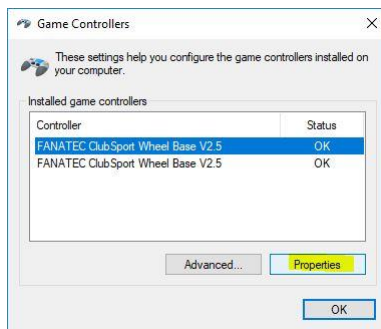 Game Controllers
These settings help you configure the game controllers installed on
your computer.
Installed game controllers
Controller Status
FANATEC ClubSport Wheel Base V2.5 OK
FANATEC ClubSport Wheel Base V2.5 OK
Advanced... Properties
OK